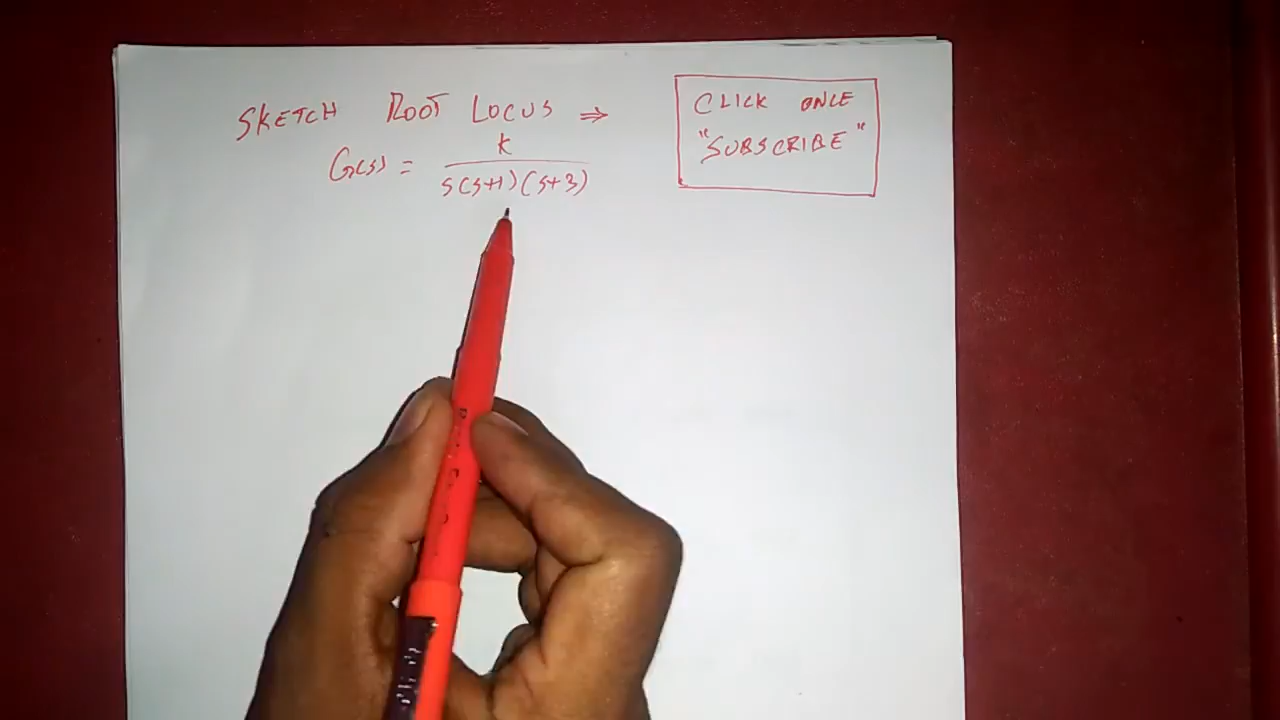 SKETCH ROOT LOCUS ⇒
G(s) = K / s(s+1)(s+3)
CLICK ONCE
"SUBSCRIBE"